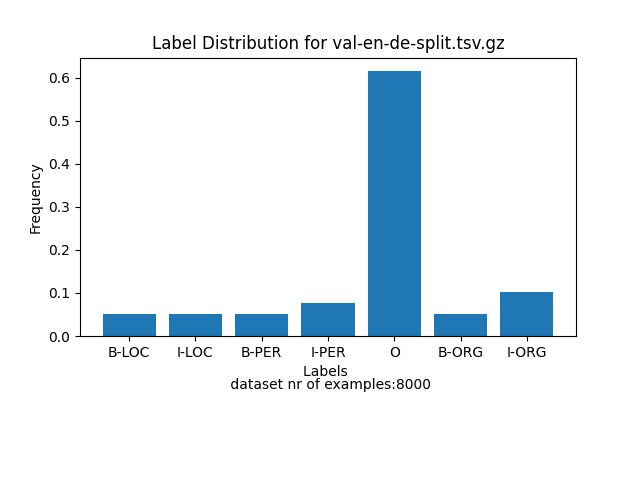 Label Distribution for val-en-de-split.tsv.gz
0.6
0.5
0.4
0.3
0.2
0.1
0.0
Frequency
B-LOC I-LOC B-PER I-PER O B-ORG I-ORG
Labels
dataset nr of examples:8000